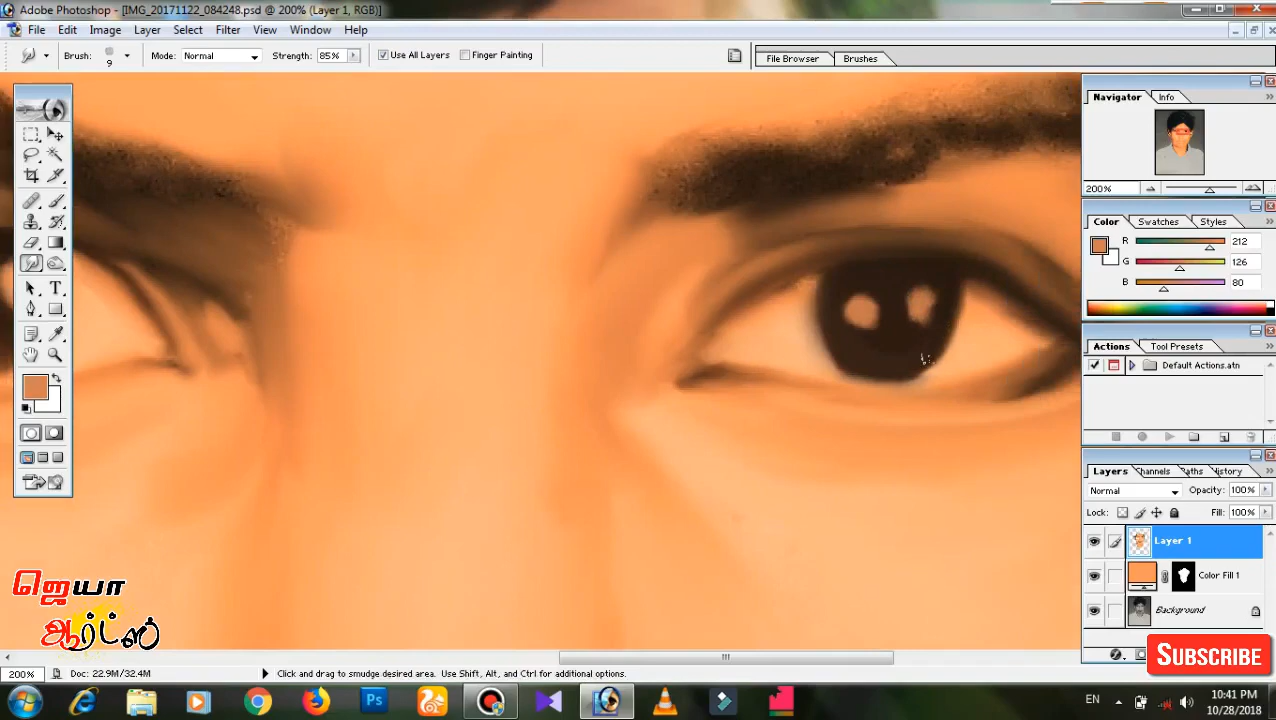 Adobe Photoshop - [IMG_20171122_084248.psd @ 200% (Layer 1, RGB)]
File Edit Image Layer Select Filter View Window Help
Brush: 9 Mode: Normal Strength: 85% Use All Layers Finger Painting File Browser Brushes
Navigator Info
200%
Color Swatches Styles
R 212
G 126
B 80
Actions Tool Presets
Default Actions.atn
Layers Channels Paths History
Normal Opacity: 100%
Lock: Fill: 100%
Layer 1
Color Fill 1
Background
ஜெயா
ஆர்ட்ஸ்
SUBSCRIBE
200% Doc: 22.9M/32.4M Click and drag to smudge desired area. Use Shift, Alt, and Ctrl for additional options.
Ps
EN 10:41 PM
10/28/2018